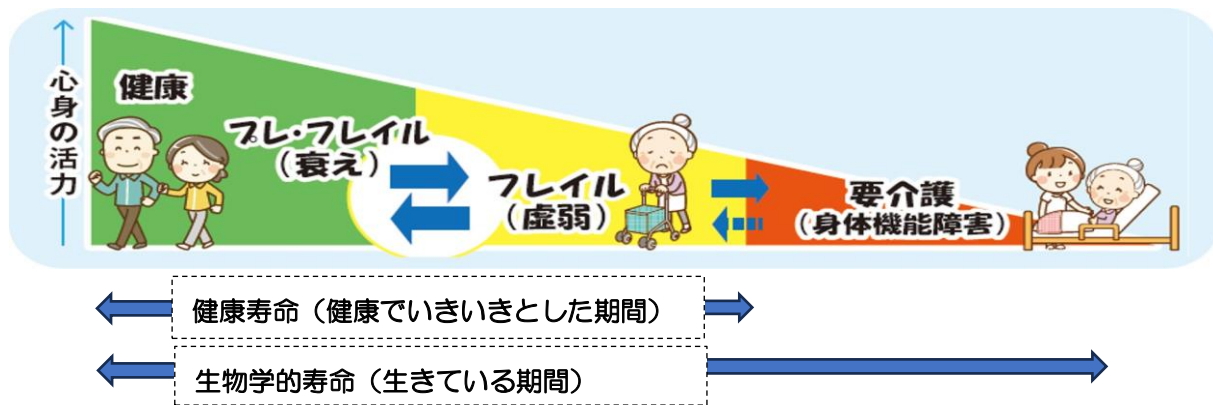 心身の活力
健康
プレ・フレイル
（衰え）
フレイル
（虚弱）
要介護
（身体機能障害）
健康寿命（健康でいきいきとした期間）
生物学的寿命（生きている期間）